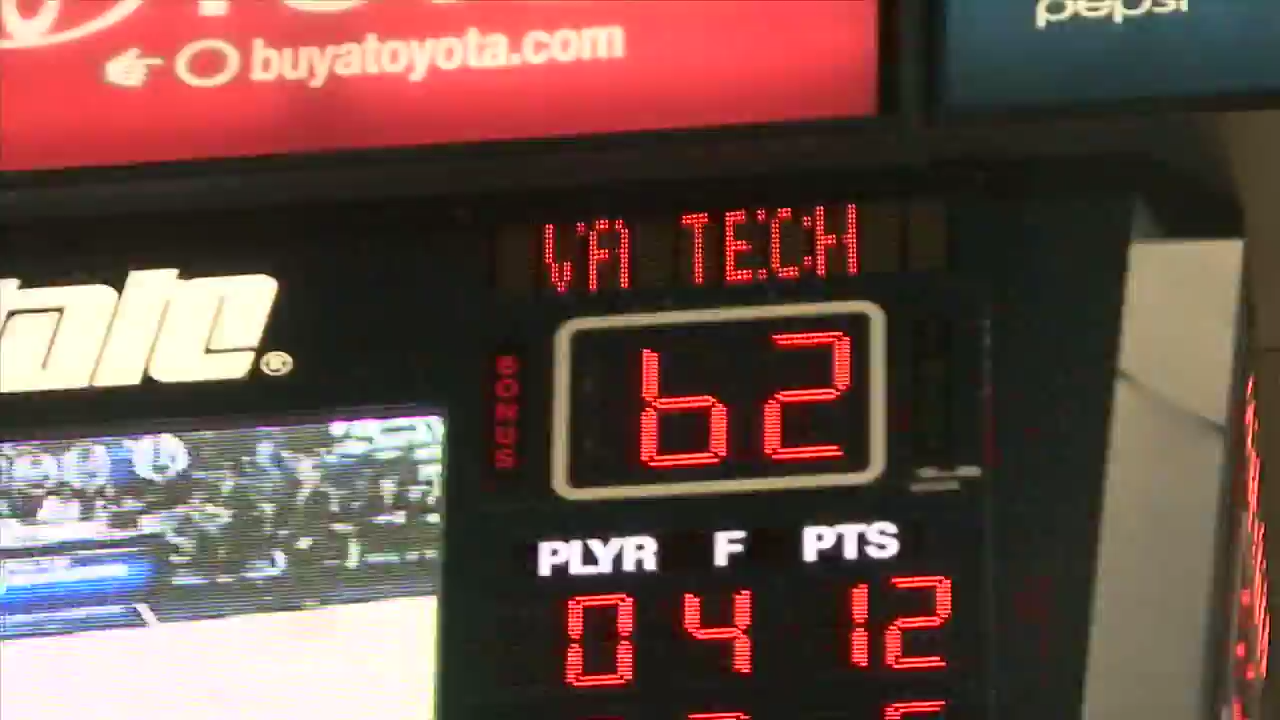 buyatoyota.com
pepsi
VA TECH
BONUS
62
PLYR F PTS
0 4 12